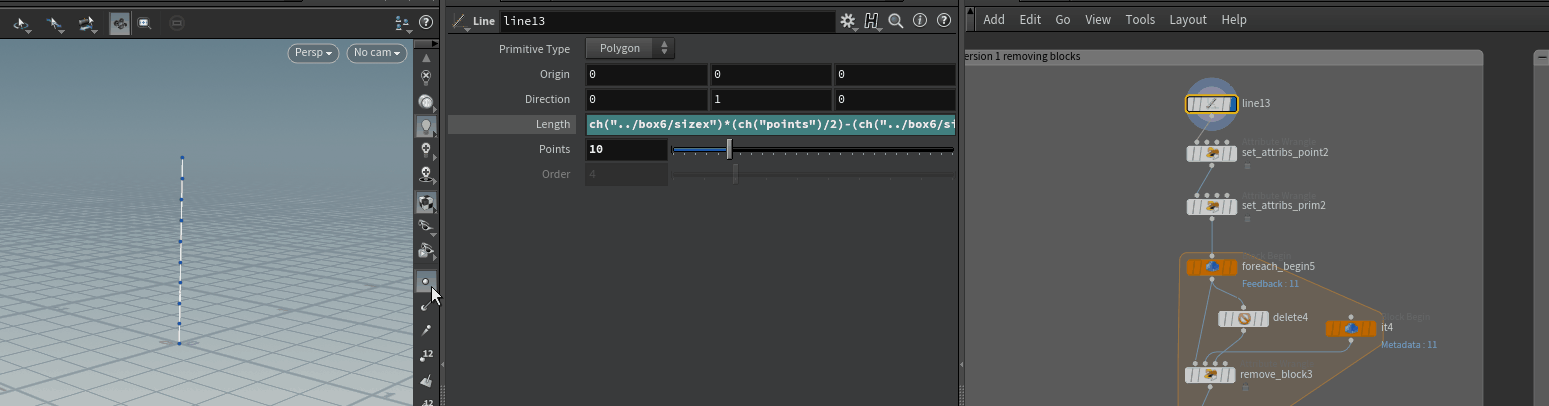 Persp
No cam
12
12
Line line13
Primitive Type Polygon
Origin 0 0 0
Direction 0 1 0
Length ch("../box6/sizex")*(ch("points")/2)-(ch("../box6/si
Points 10
Order 4
Add Edit Go View Tools Layout Help
ersion 1 removing blocks
line13
set_attribs_point2
set_attribs_prim2
foreach_begin5
Feedback : 11
delete4
Block Begin
it4
Metadata : 11
remove_block3